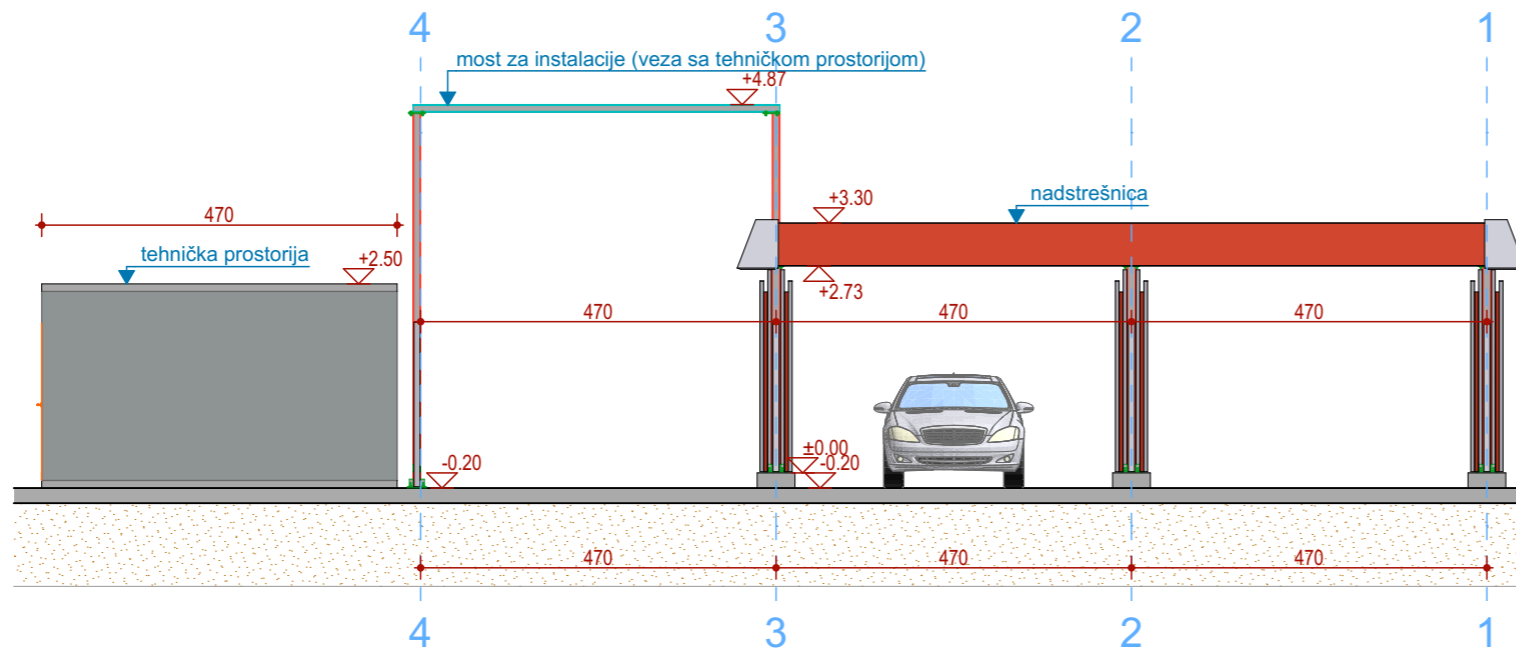 4 3 2 1
most za instalacije (veza sa tehničkom prostorijom)
+4.87
+3.30
nadstrešnica
470
tehnička prostorija
+2.50
+2.73
470 470 470
±0.00
-0.20 -0.20
470 470 470
4 3 2 1